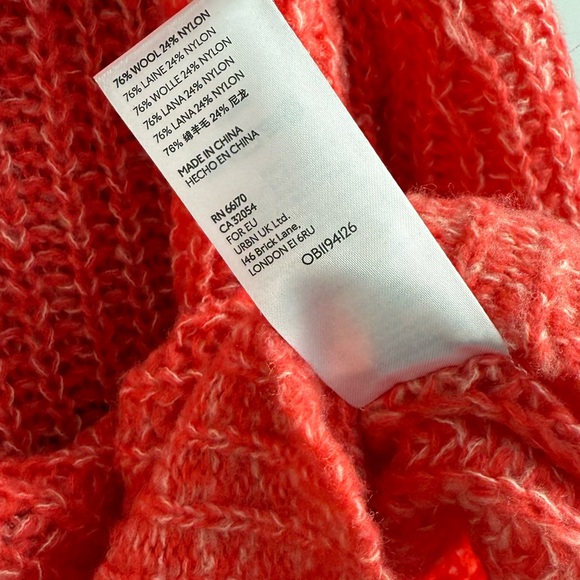 76% WOOL 24% NYLON
76% LAINE 24% NYLON
76% WOLLE 24% NYLON
76% LANA 24% NYLON
76% LANA 24% NYLON
76% 绵羊毛 24% 尼龙
MADE IN CHINA
HECHO EN CHINA
RN 66170
CA 32054
FOR EU
URBN UK Ltd.
146 Brick Lane,
LONDON E1 6RU
OB1194126